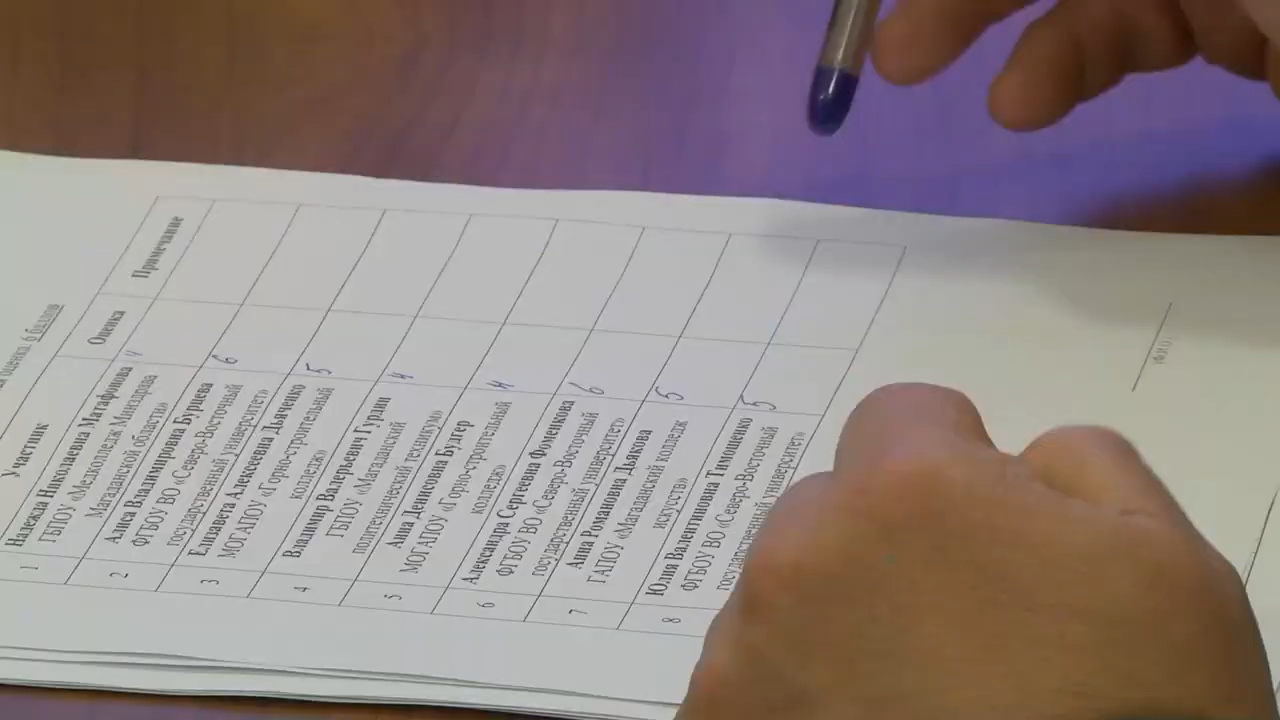 оценка. 6 баллов
Участник Оценка Примечание
1 Надежда Николаевна Магафонова 4
ГБПОУ «Медколледж Минздрава
Магаданской области»
2 Алиса Владимировна Бурцева 6
ФГБОУ ВО «Северо-Восточный
государственный университет»
3 Елизавета Алексеевна Дьяченко 5
МОГАПОУ «Горно-строительный
колледж»
4 Владимир Валерьевич 4
ГБПОУ «Магаданский
политехнический техникум»
5 Анна Денисовна Булгер 4
МОГАПОУ «Горно-строительный
колледж»
6 Александра Сергеевна Фоменкова 6
ФГБОУ ВО «Северо-Восточный
государственный университет»
7 Анна Романовна Дьякова 5
ГАПОУ «Магаданский колледж
искусств»
8 Юлия Валентиновна Тимошенко 5
ФГБОУ ВО «Северо-Восточный
государственный университет»
(Ф.И.О.)